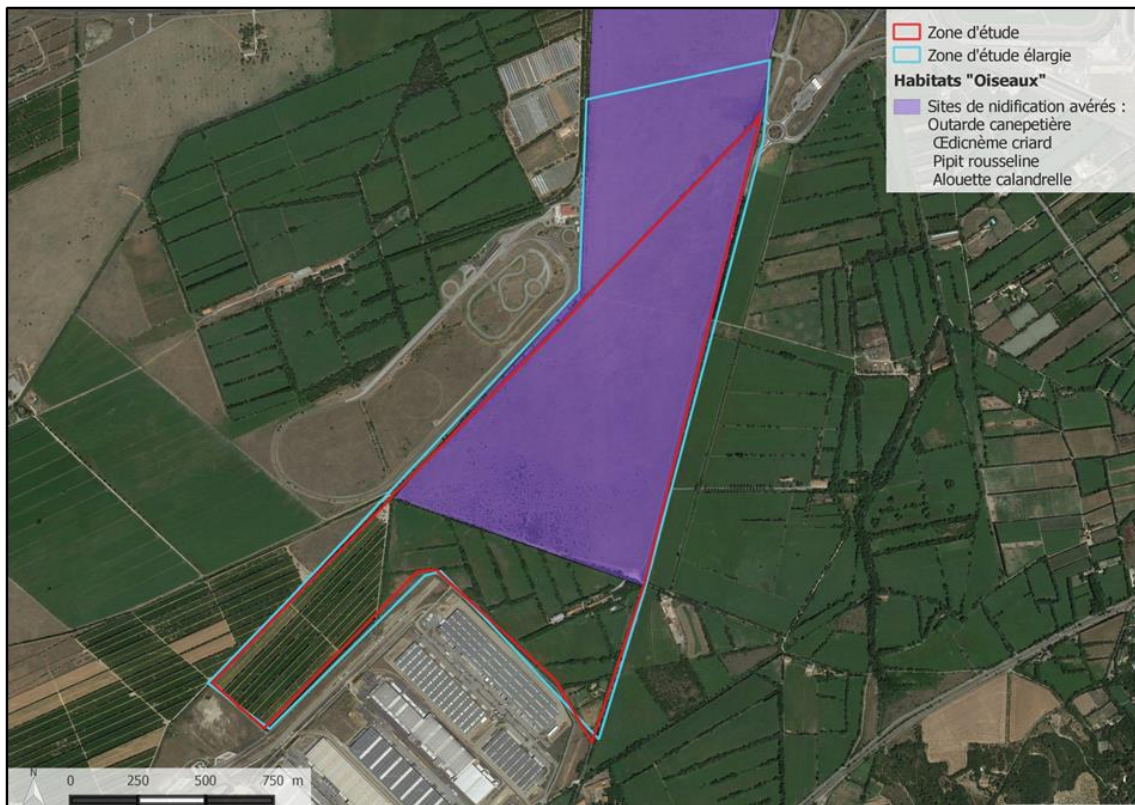 Zone d'étude
Zone d'étude élargie
Habitats "Oiseaux"
Sites de nidification avérés :
Outarde canepetière
Œdicnème criard
Pipit rousseline
Alouette calandrelle
N
0 250 500 750 m